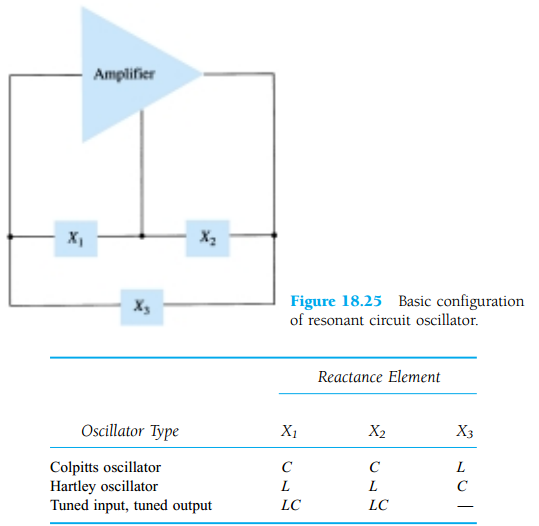 Amplifier
X1
X2
X3
Figure 18.25 Basic configuration
of resonant circuit oscillator.
Reactance Element
Oscillator Type X1 X2 X3
Colpitts oscillator C C L
Hartley oscillator L L C
Tuned input, tuned output LC LC —